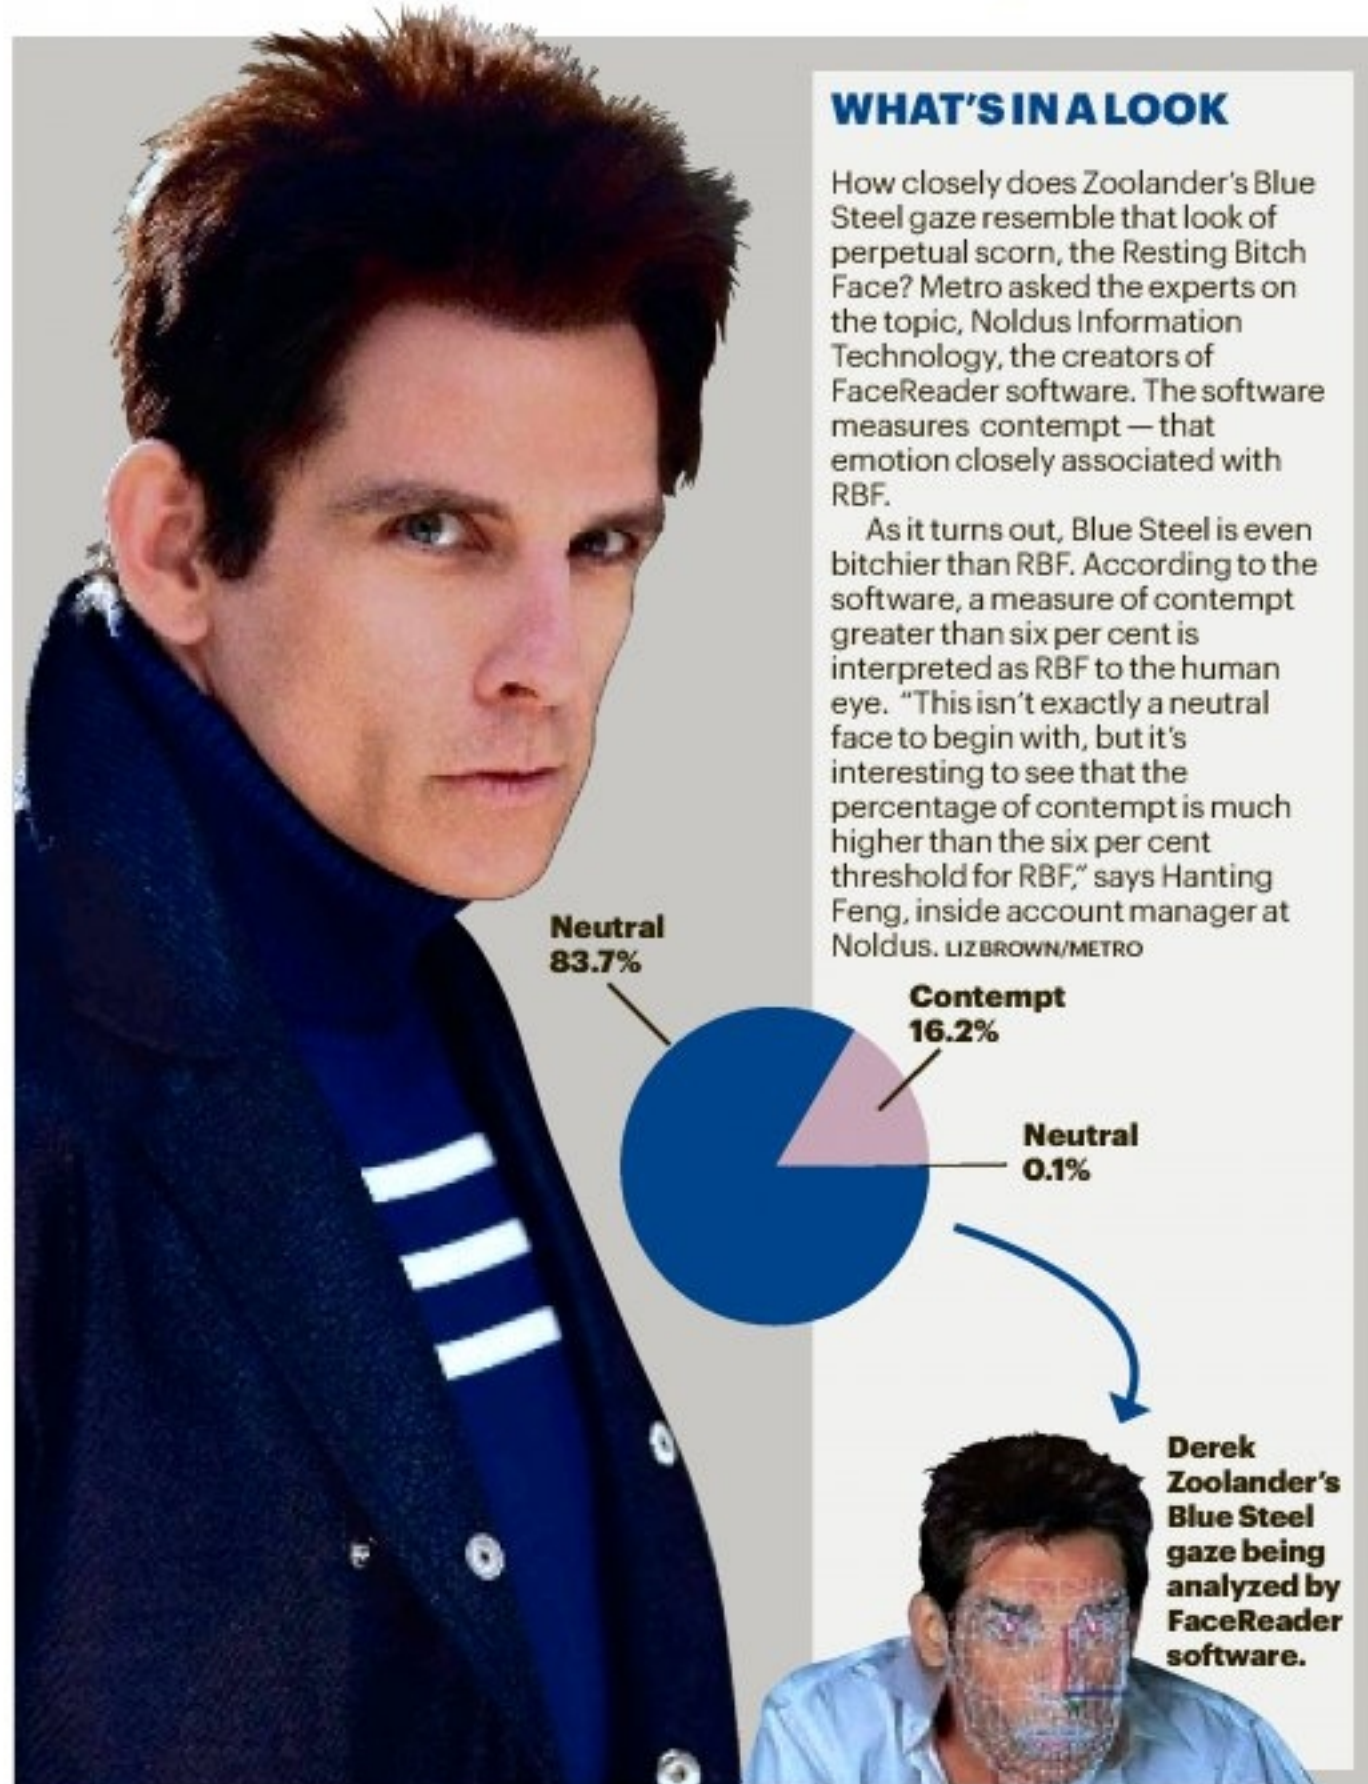 WHAT'S IN A LOOK
How closely does Zoolander's Blue
Steel gaze resemble that look of
perpetual scorn, the Resting Bitch
Face? Metro asked the experts on
the topic, Noldus Information
Technology, the creators of
FaceReader software. The software
measures contempt — that
emotion closely associated with
RBF.
As it turns out, Blue Steel is even
bitchier than RBF. According to the
software, a measure of contempt
greater than six per cent is
interpreted as RBF to the human
eye. “This isn't exactly a neutral
face to begin with, but it's
interesting to see that the
percentage of contempt is much
higher than the six per cent
threshold for RBF,” says Hanting
Feng, inside account manager at
Noldus. LIZ BROWN/METRO
Neutral
83.7%
Contempt
16.2%
Neutral
0.1%
Derek
Zoolander's
Blue Steel
gaze being
analyzed by
FaceReader
software.